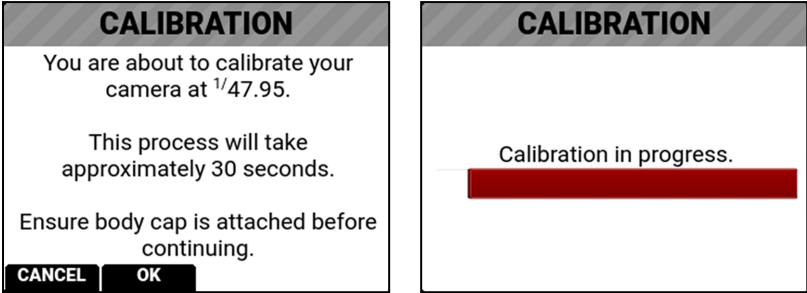 CALIBRATION
You are about to calibrate your
camera at 1/47.95.
This process will take
approximately 30 seconds.
Ensure body cap is attached before
continuing.
CANCEL OK
CALIBRATION
Calibration in progress.